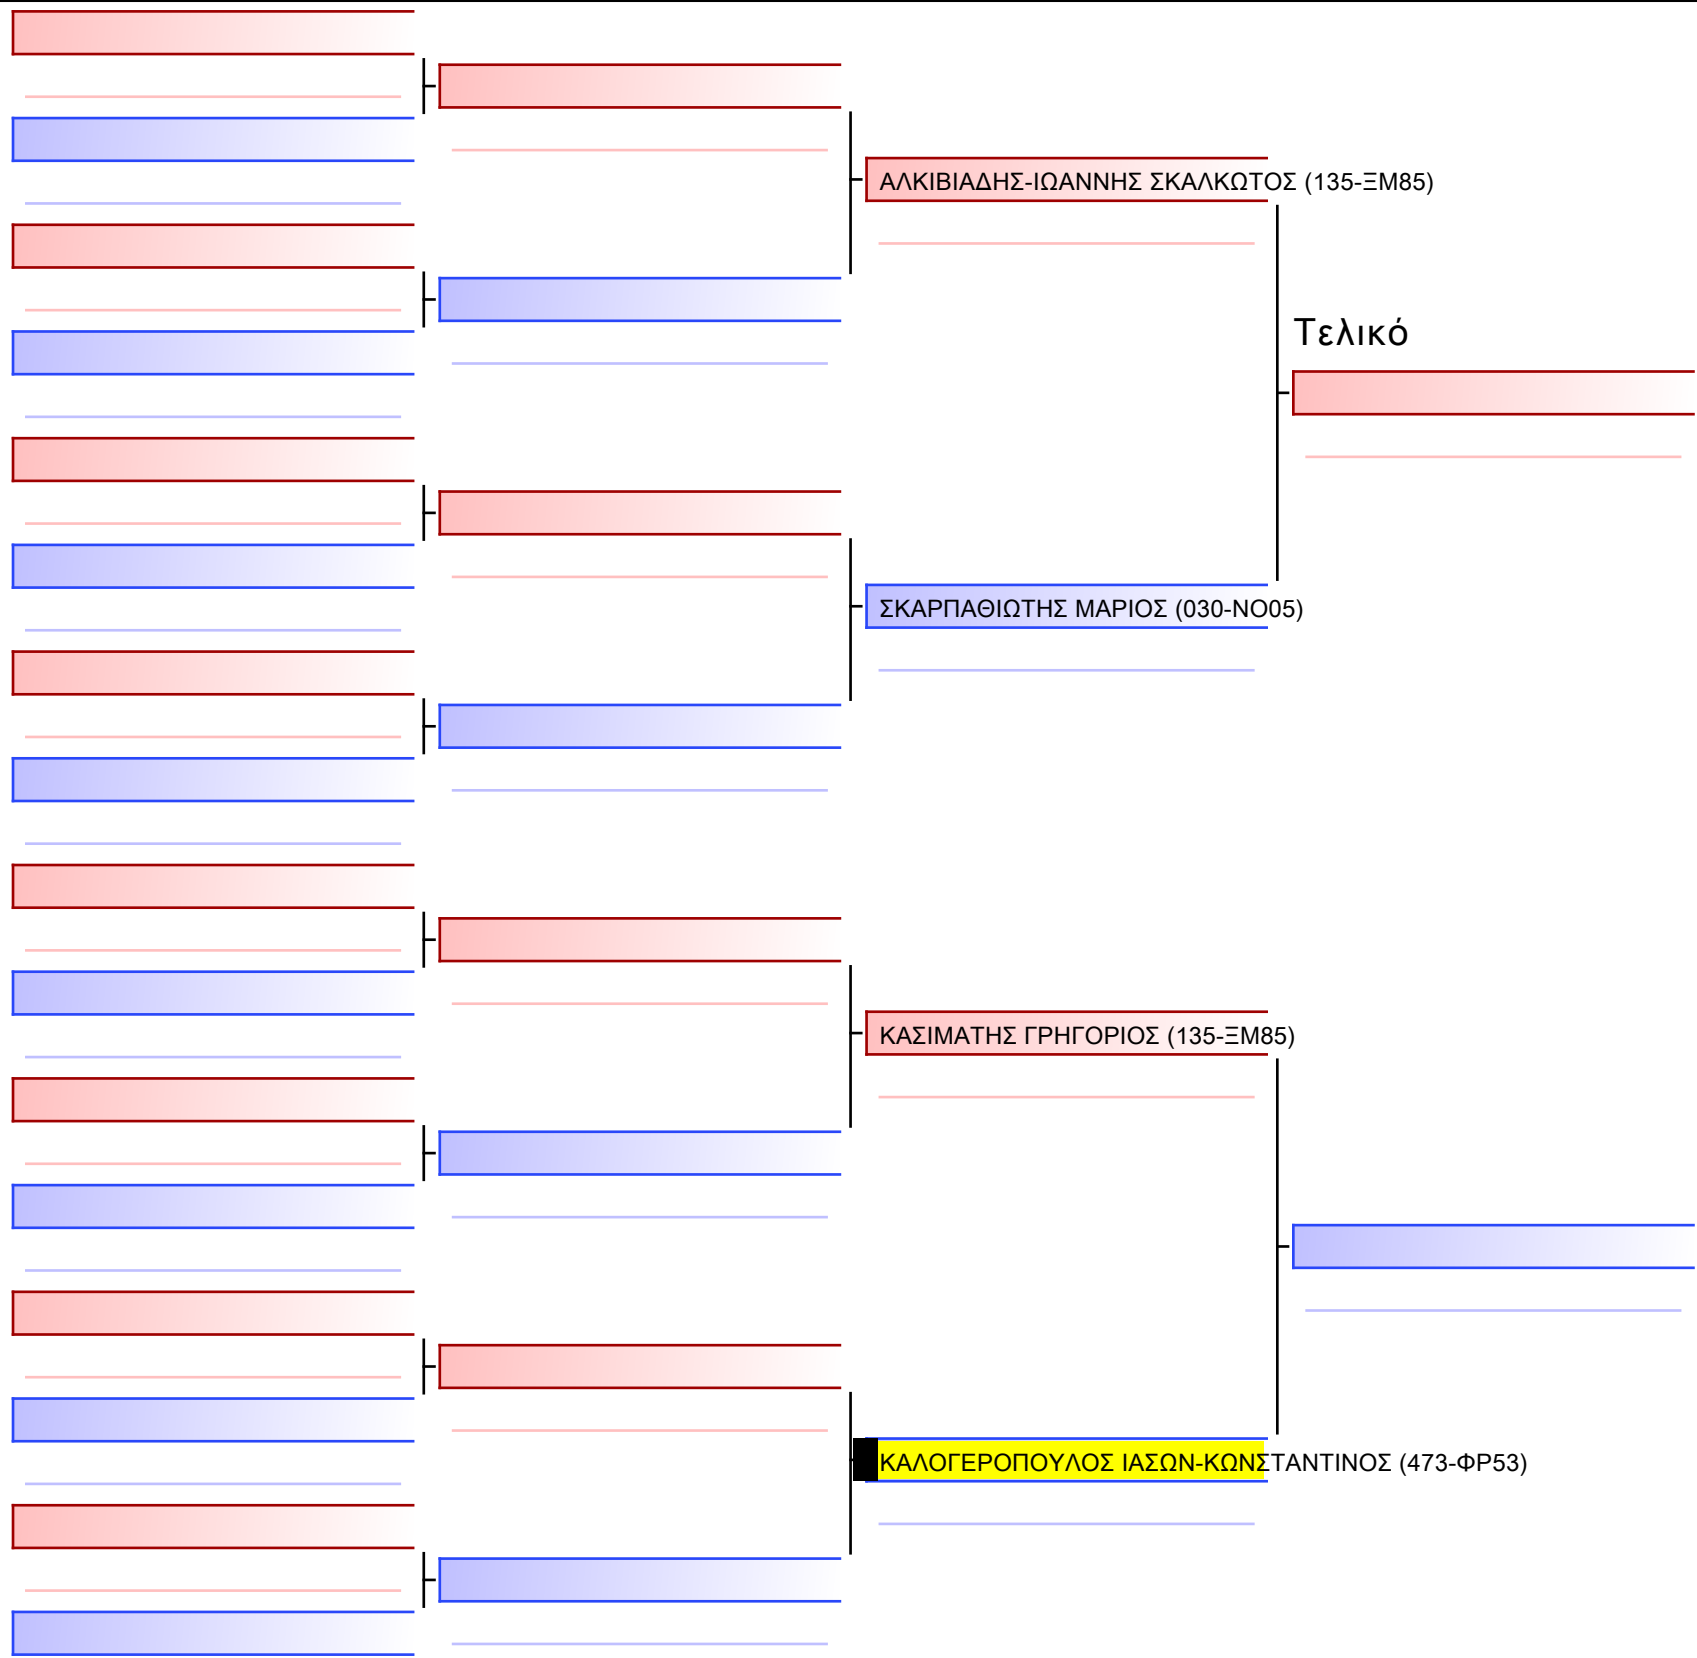 ΑΛΚΙΒΙΑΔΗΣ-ΙΩΑΝΝΗΣ ΣΚΑΛΚΩΤΟΣ (135-ΞΜ85)
Τελικό
ΣΚΑΡΠΑΘΙΩΤΗΣ ΜΑΡΙΟΣ (030-ΝΟ05)
ΚΑΣΙΜΑΤΗΣ ΓΡΗΓΟΡΙΟΣ (135-ΞΜ85)
ΚΑΛΟΓΕΡΟΠΟΥΛΟΣ ΙΑΣΩΝ-ΚΩΝΣΤΑΝΤΙΝΟΣ (473-ΦΡ53)